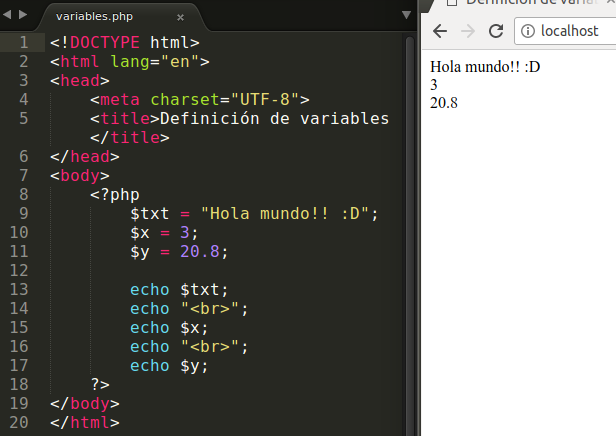 variables.php ×
1 <!DOCTYPE html>
2 <html lang="en">
3 <head>
4     <meta charset="UTF-8">
5     <title>Definición de variables
    </title>
6 </head>
7 <body>
8     <?php
9         $txt = "Hola mundo!! :D";
10         $x = 3;
11         $y = 20.8;
12
13         echo $txt;
14         echo "<br>";
15         echo $x;
16         echo "<br>";
17         echo $y;
18     ?>
19 </body>
20 </html>
Definición de varia
localhost
Hola mundo!! :D
3
20.8